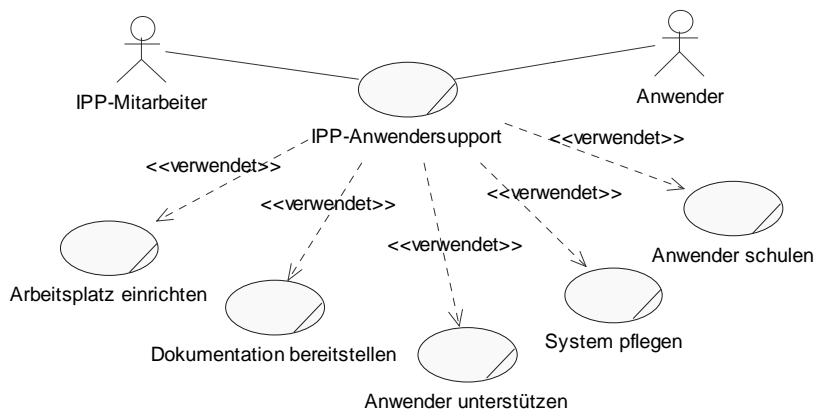 IPP-Mitarbeiter
Anwender
IPP-Anwendersupport
<<verwendet>>
<<verwendet>>
<<verwendet>>
<<verwendet>>
<<verwendet>>
Anwender schulen
Arbeitsplatz einrichten
System pflegen
Dokumentation bereitstellen
Anwender unterstützen